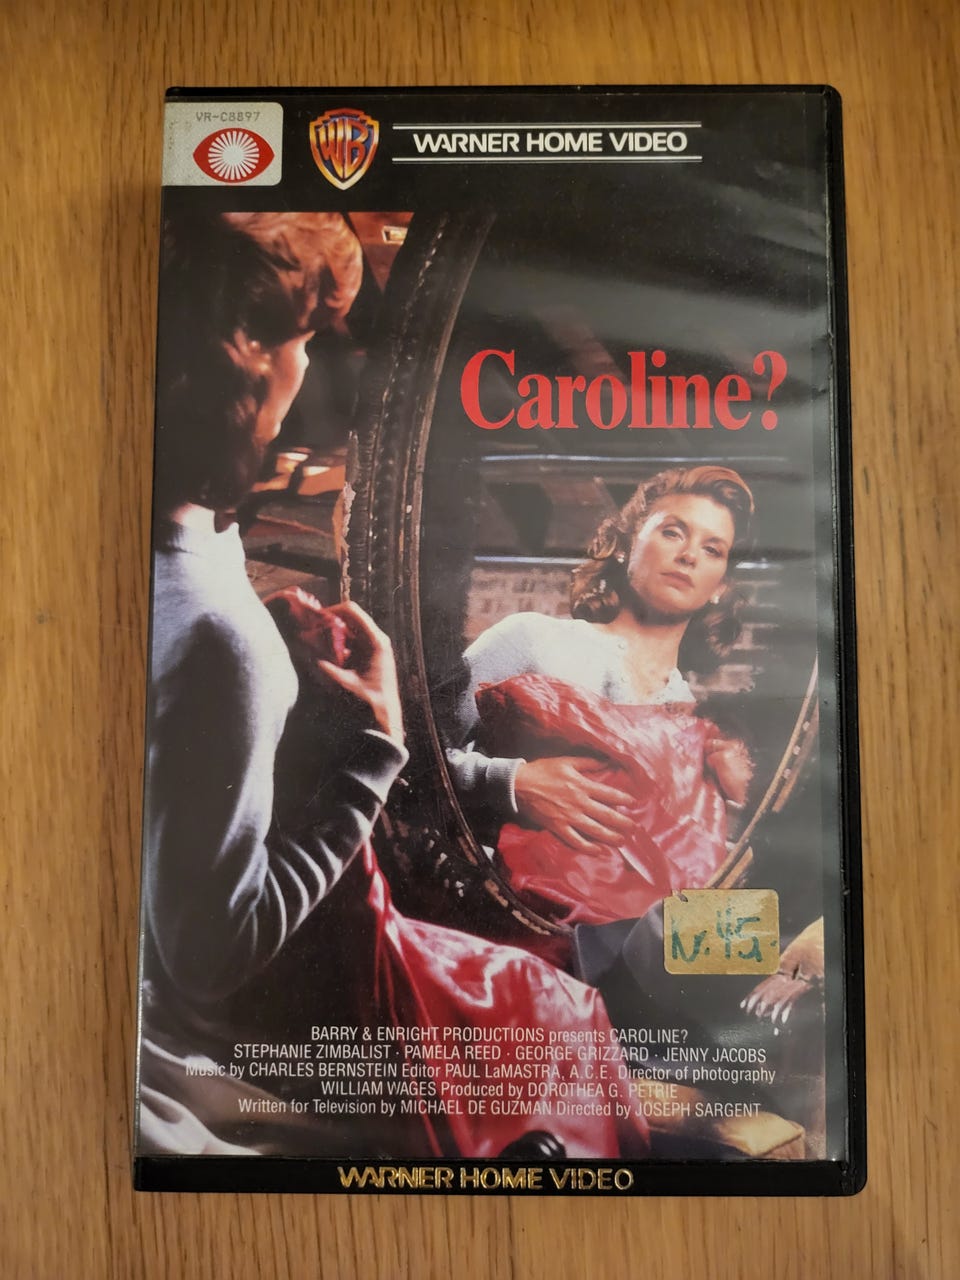 VR-C8897
WB
WARNER HOME VIDEO
Caroline?
Nr. 45.
BARRY & ENRIGHT PRODUCTIONS presents CAROLINE?
STEPHANIE ZIMBALIST · PAMELA REED · GEORGE GRIZZARD · JENNY JACOBS
Music by CHARLES BERNSTEIN Editor PAUL LaMASTRA, A.C.E. Director of photography
WILLIAM WAGES Produced by DOROTHEA G. PETRIE
Written for Television by MICHAEL DE GUZMAN Directed by JOSEPH SARGENT
WARNER HOME VIDEO